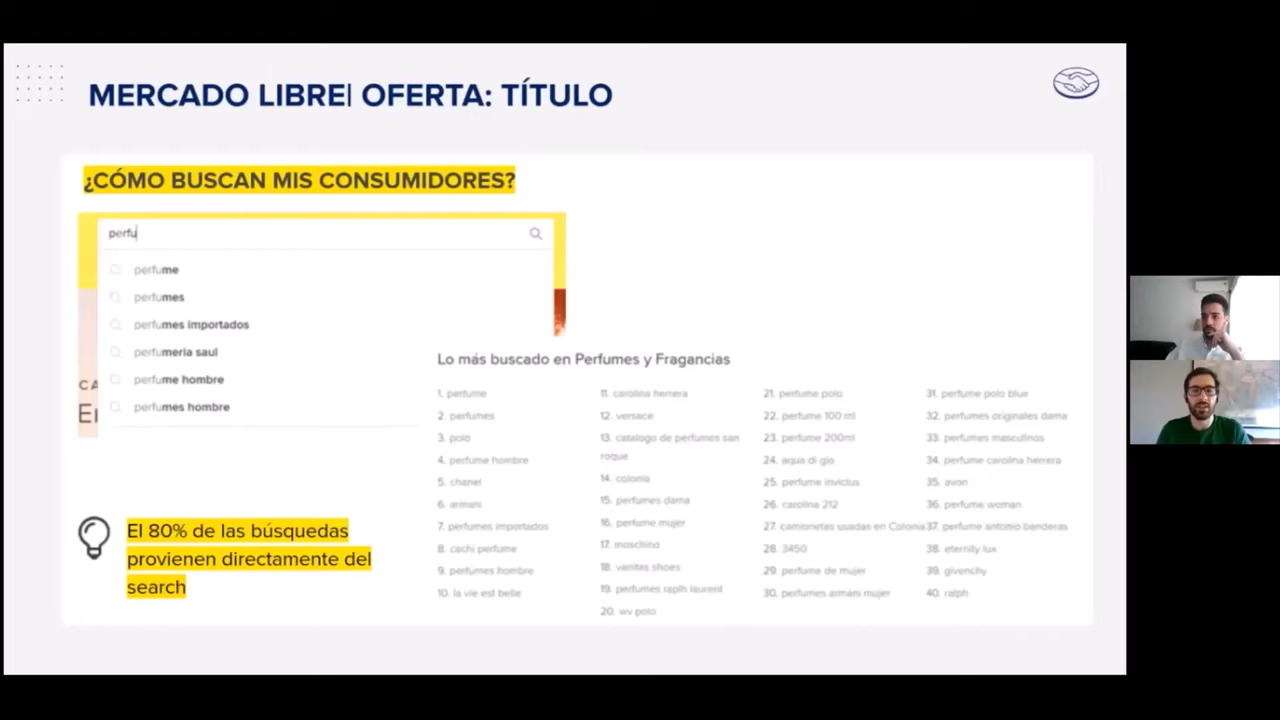 MERCADO LIBRE| OFERTA: TÍTULO
¿CÓMO BUSCAN MIS CONSUMIDORES?
perfu
perfume
perfumes
perfumes importados
perfumeria saul
perfume hombre
perfumes hombre
CA
El 80% de las búsquedas
provienen directamente del
search
Lo más buscado en Perfumes y Fragancias
1. perfume
2. perfumes
3. polo
4. perfume hombre
5. chanel
6. armani
7. perfumes importados
8. cachi perfume
9. perfumes hombre
10. la vie est belle
11. carolina herrera
12. versace
13. catalogo de perfumes san
roque
14. colonia
15. perfumes dama
16. perfume mujer
17. moschino
18. vanitas shoes
19. perfumes raplh laurent
20. wv polo
21. perfume polo
22. perfume 100 ml
23. perfume 200ml
24. aqua di gio
25. perfume invictus
26. carolina 212
27. camionetas usadas en Colonia
28. 3450
29. perfume de mujer
30. perfumes armani mujer
31. perfume polo blue
32. perfumes originales dama
33. perfumes masculinos
34. perfume carolina herrera
35. avon
36. perfume woman
37. perfume antonio banderas
38. eternity lux
39. givenchy
40. ralph